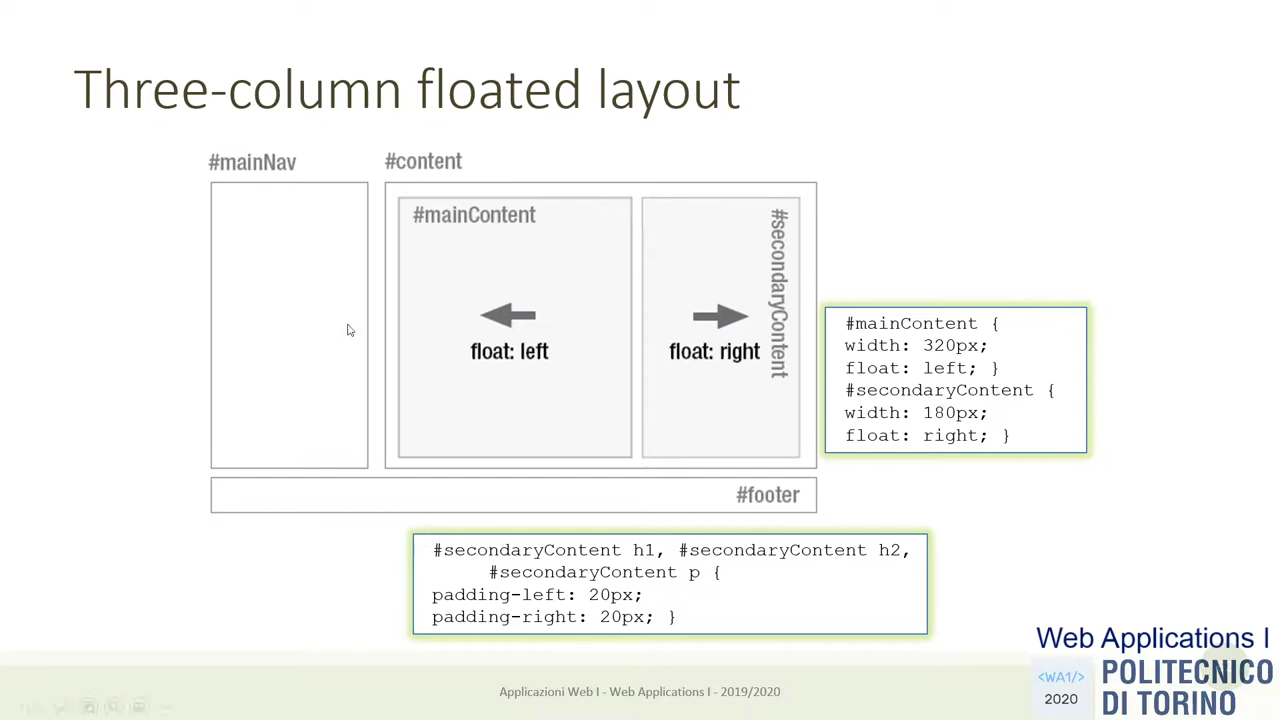 Three-column floated layout
#mainNav
#content
#mainContent
#secondaryContent
float: left
float: right
#footer
#mainContent {
width: 320px;
float: left; }
#secondaryContent {
width: 180px;
float: right; }
#secondaryContent h1, #secondaryContent h2,
#secondaryContent p {
padding-left: 20px;
padding-right: 20px; }
Applicazioni Web I - Web Applications I - 2019/2020
Web Applications I
<WA1/>
2020
POLITECNICO
DI TORINO